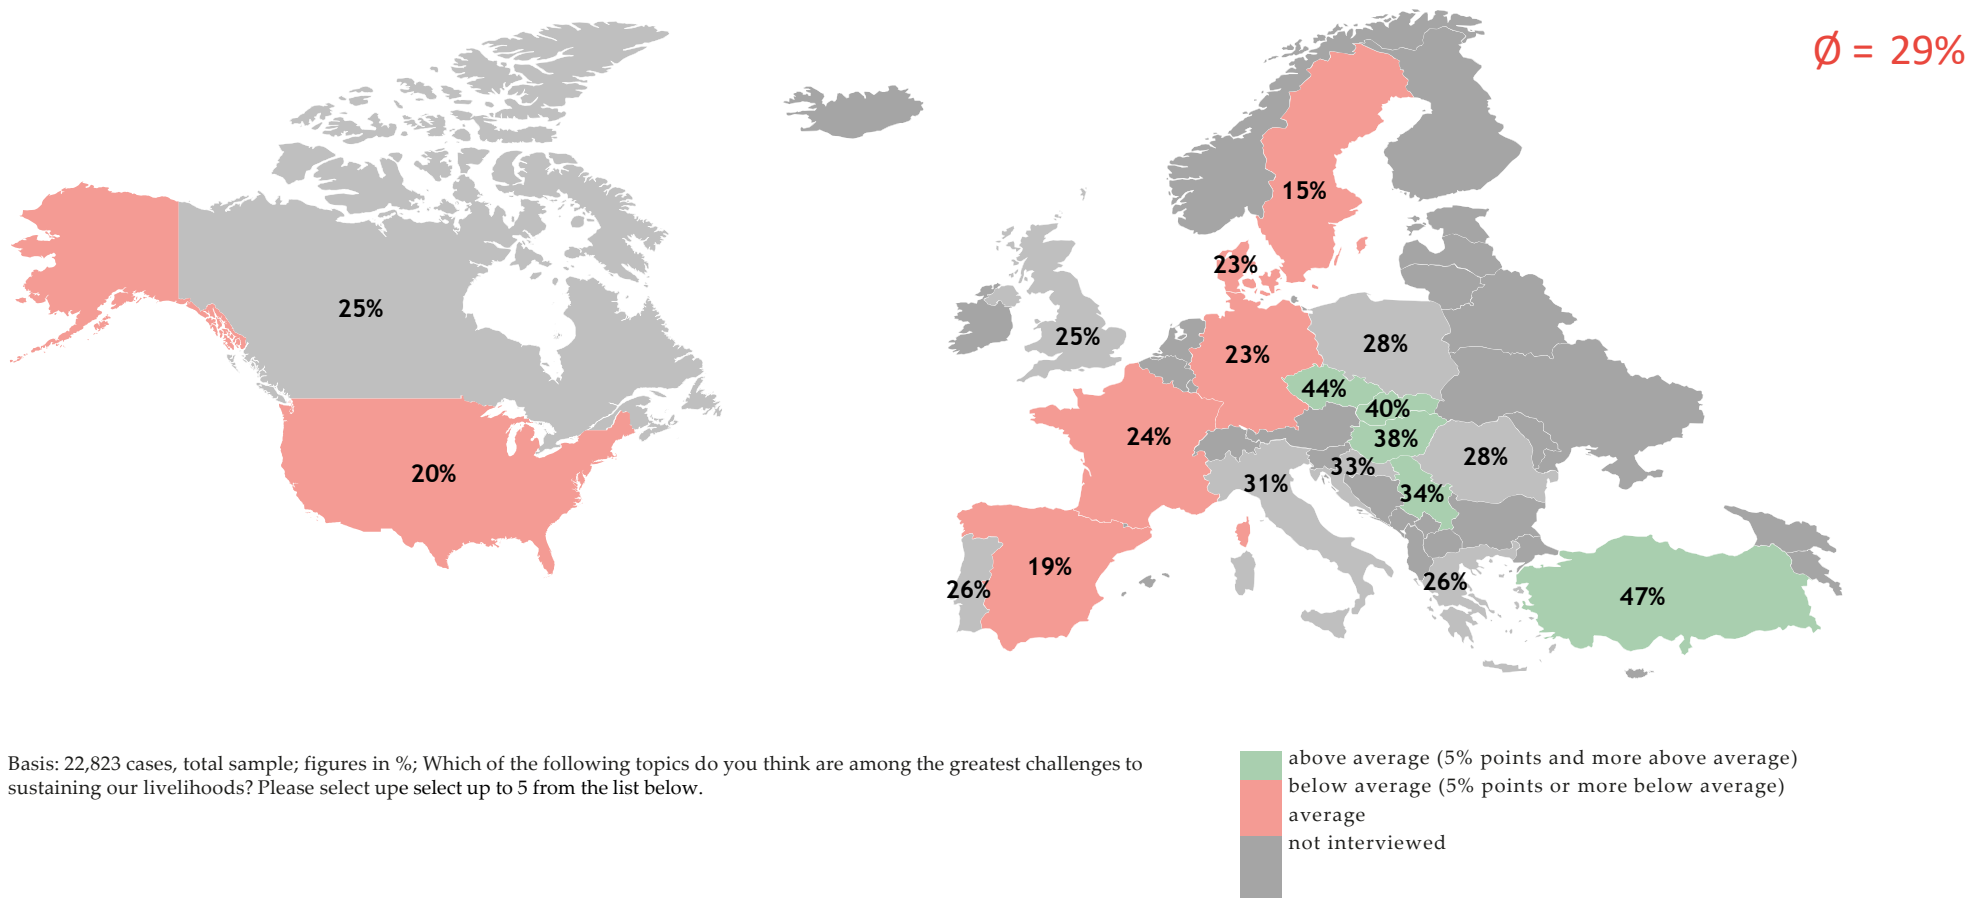 Ø = 29%
15%
23%
25%
25%
28%
23%
44%
40%
24%
38%
28%
33%
20%
31%
34%
19%
26%
26%
47%
Basis: 22,823 cases, total sample; figures in %; Which of the following topics do you think are among the greatest challenges to
sustaining our livelihoods? Please select upe select up to 5 from the list below.
above average (5% points and more above average)
below average (5% points or more below average)
average
not interviewed